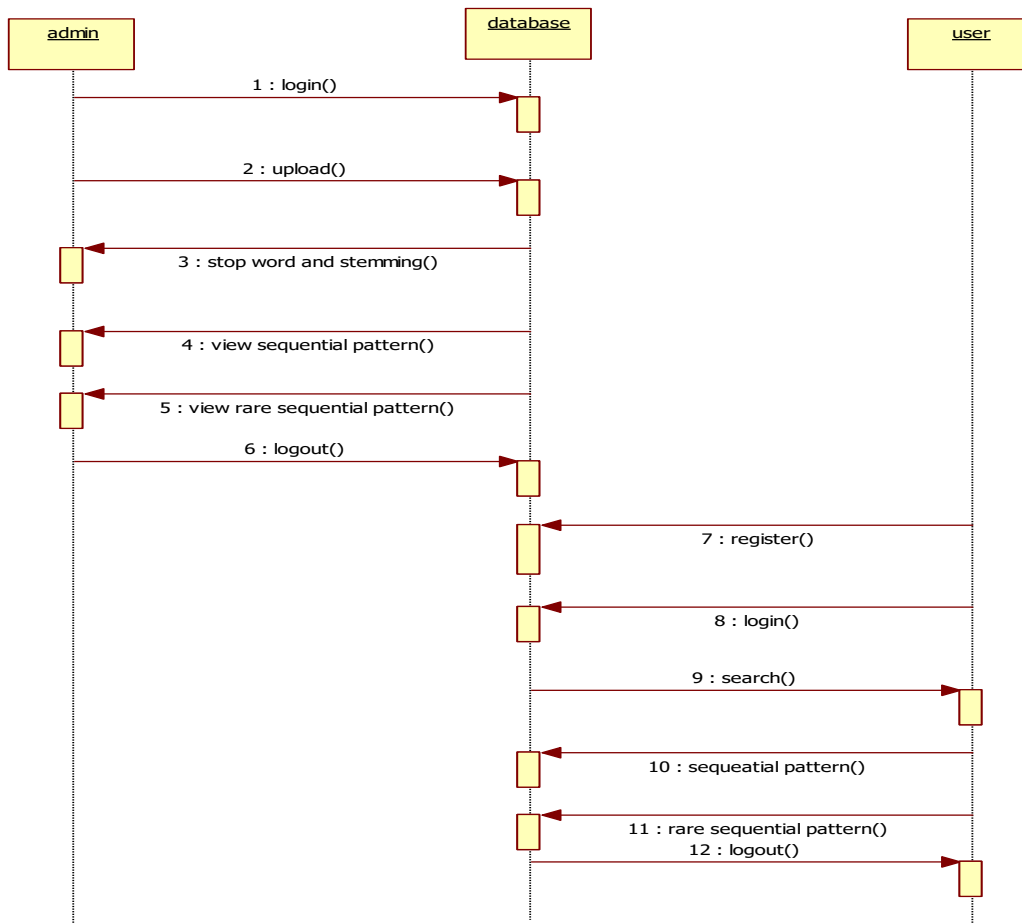 admin
database
user
1 : login()
2 : upload()
3 : stop word and stemming()
4 : view sequential pattern()
5 : view rare sequential pattern()
6 : logout()
7 : register()
8 : login()
9 : search()
10 : sequeatial pattern()
11 : rare sequential pattern()
12 : logout()